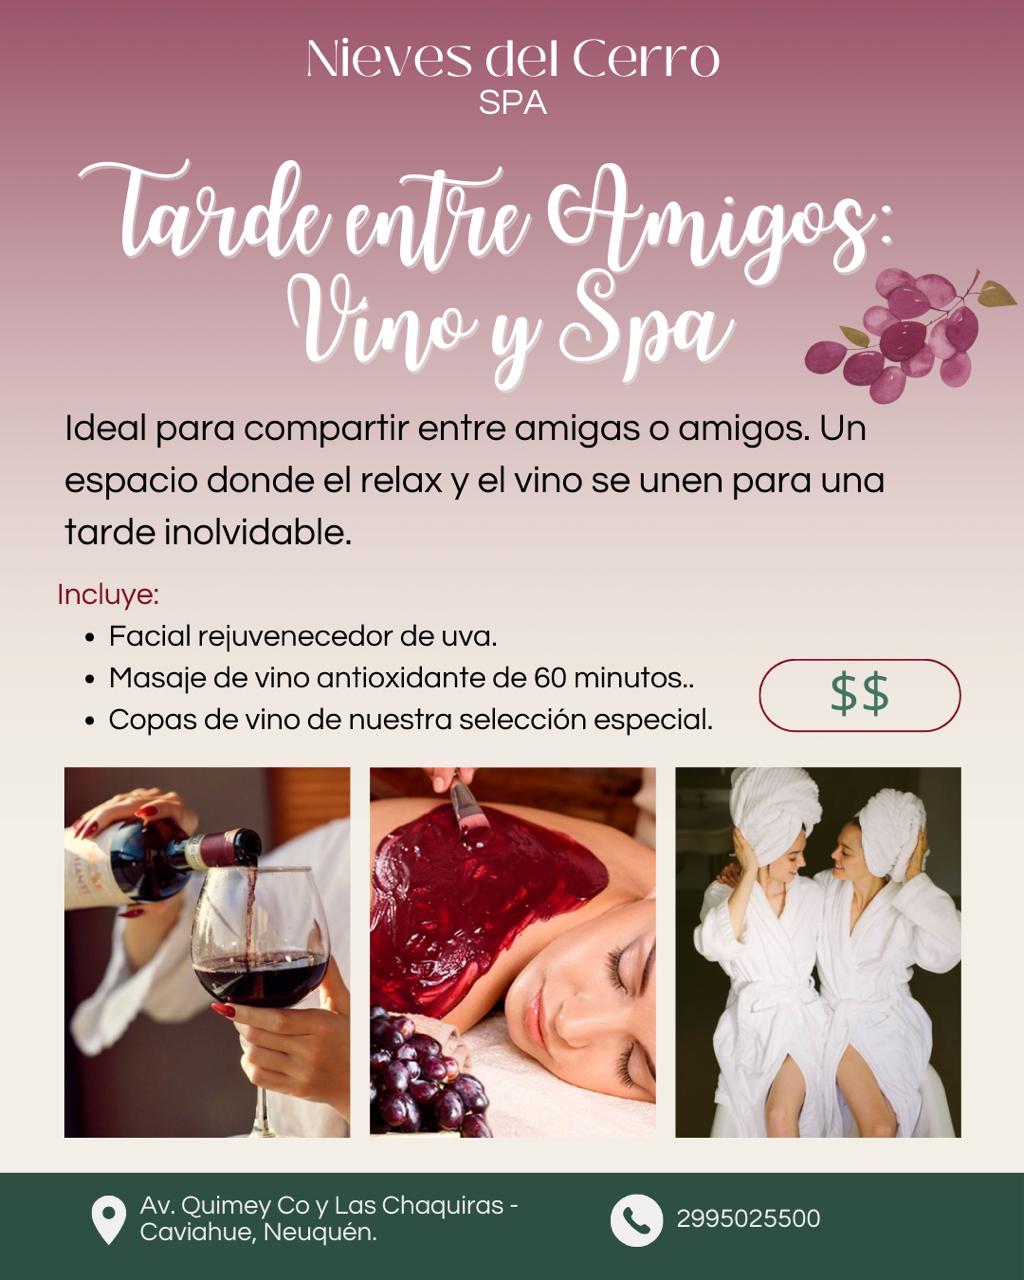 Nieves del Cerro
SPA
Tarde entre Amigos:
Vino y Spa
Ideal para compartir entre amigas o amigos. Un
espacio donde el relax y el vino se unen para una
tarde inolvidable.
Incluye:
• Facial rejuvenecedor de uva.
• Masaje de vino antioxidante de 60 minutos..
• Copas de vino de nuestra selección especial.
$$
Av. Quimey Co y Las Chaquiras -
Caviahue, Neuquén.
2995025500